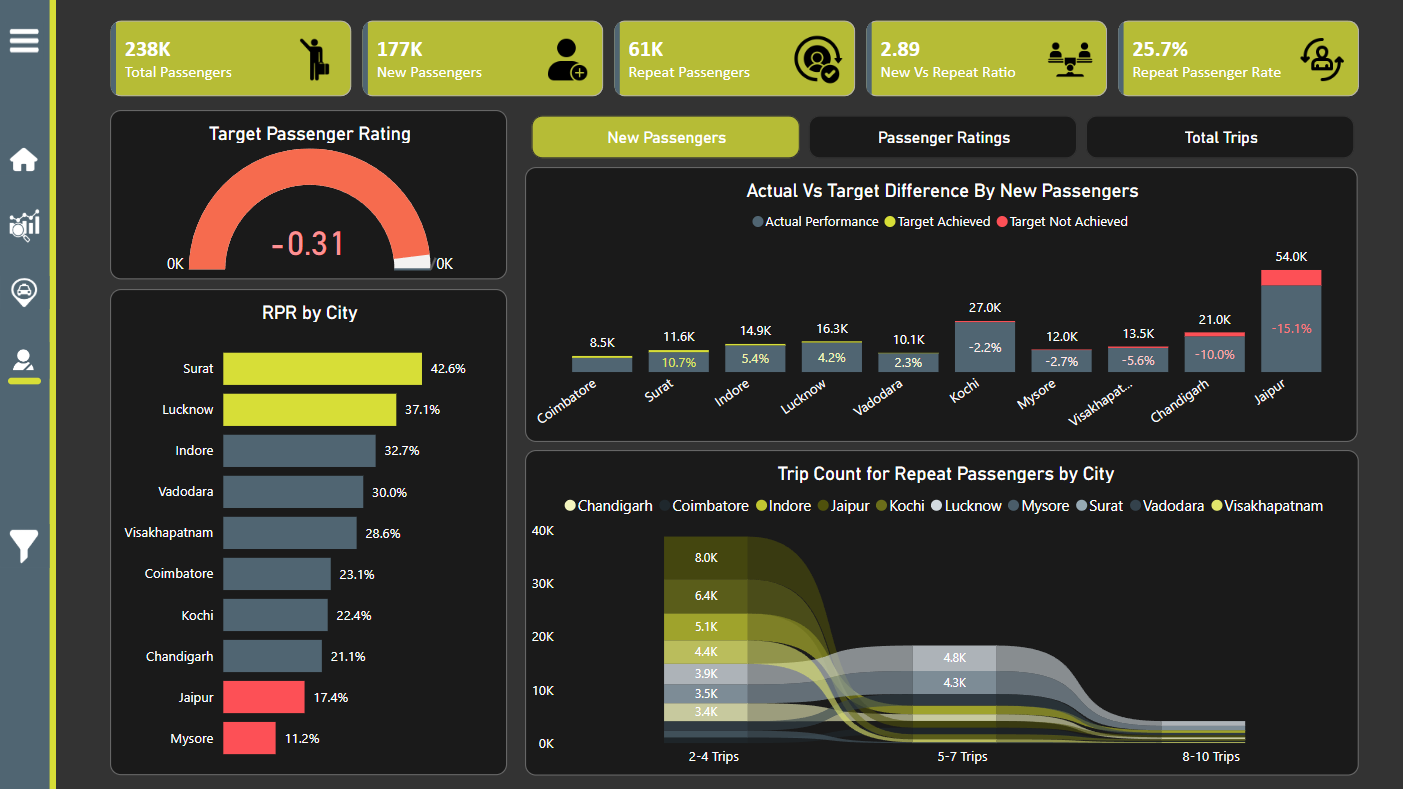 238K
Total Passengers
177K
New Passengers
61K
Repeat Passengers
2.89
New Vs Repeat Ratio
25.7%
Repeat Passenger Rate
Target Passenger Rating
-0.31
0K
0K
RPR by City
Surat 42.6%
Lucknow 37.1%
Indore 32.7%
Vadodara 30.0%
Visakhapatnam 28.6%
Coimbatore 23.1%
Kochi 22.4%
Chandigarh 21.1%
Jaipur 17.4%
Mysore 11.2%
New Passengers
Passenger Ratings
Total Trips
Actual Vs Target Difference By New Passengers
Actual Performance Target Achieved Target Not Achieved
8.5K 11.6K 14.9K 16.3K 10.1K 27.0K 12.0K 13.5K 21.0K 54.0K
10.7% 5.4% 4.2% 2.3% -2.2% -2.7% -5.6% -10.0% -15.1%
Coimbatore Surat Indore Lucknow Vadodara Kochi Mysore Visakhapat... Chandigarh Jaipur
Trip Count for Repeat Passengers by City
Chandigarh Coimbatore Indore Jaipur Kochi Lucknow Mysore Surat Vadodara Visakhapatnam
40K
30K
20K
10K
0K
8.0K
6.4K
5.1K
4.4K
3.9K
3.5K
3.4K
4.8K
4.3K
2-4 Trips 5-7 Trips 8-10 Trips